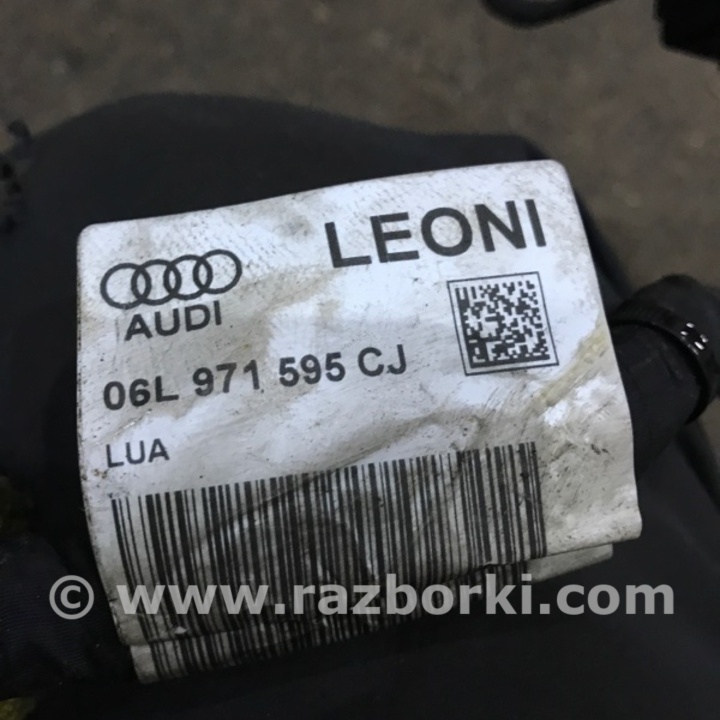 LEONI
AUDI
06L 971 595 CJ
LUA
© www.razborki.com